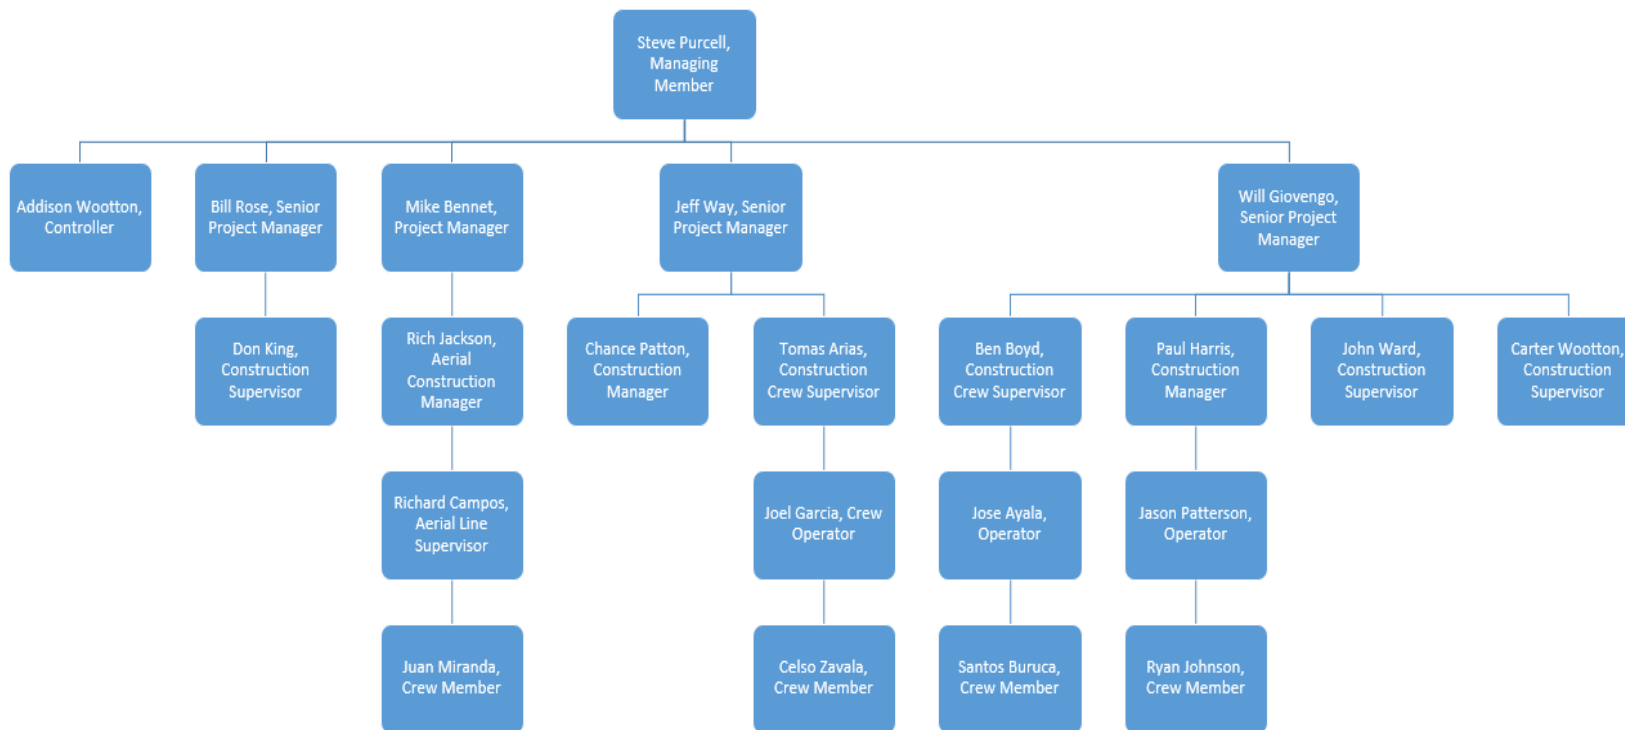 Steve Purcell,
Managing
Member
Addison Wootton,
Controller
Bill Rose, Senior
Project Manager
Mike Bennet,
Project Manager
Jeff Way, Senior
Project Manager
Will Giovengo,
Senior Project
Manager
Don King,
Construction
Supervisor
Rich Jackson,
Aerial
Construction
Manager
Chance Patton,
Construction
Manager
Tomas Arias,
Construction
Crew Supervisor
Ben Boyd,
Construction
Crew Supervisor
Paul Harris,
Construction
Manager
John Ward,
Construction
Supervisor
Carter Wootton,
Construction
Supervisor
Richard Campos,
Aerial Line
Supervisor
Joel Garcia, Crew
Operator
Jose Ayala,
Operator
Jason Patterson,
Operator
Juan Miranda,
Crew Member
Celso Zavala,
Crew Member
Santos Buruca,
Crew Member
Ryan Johnson,
Crew Member